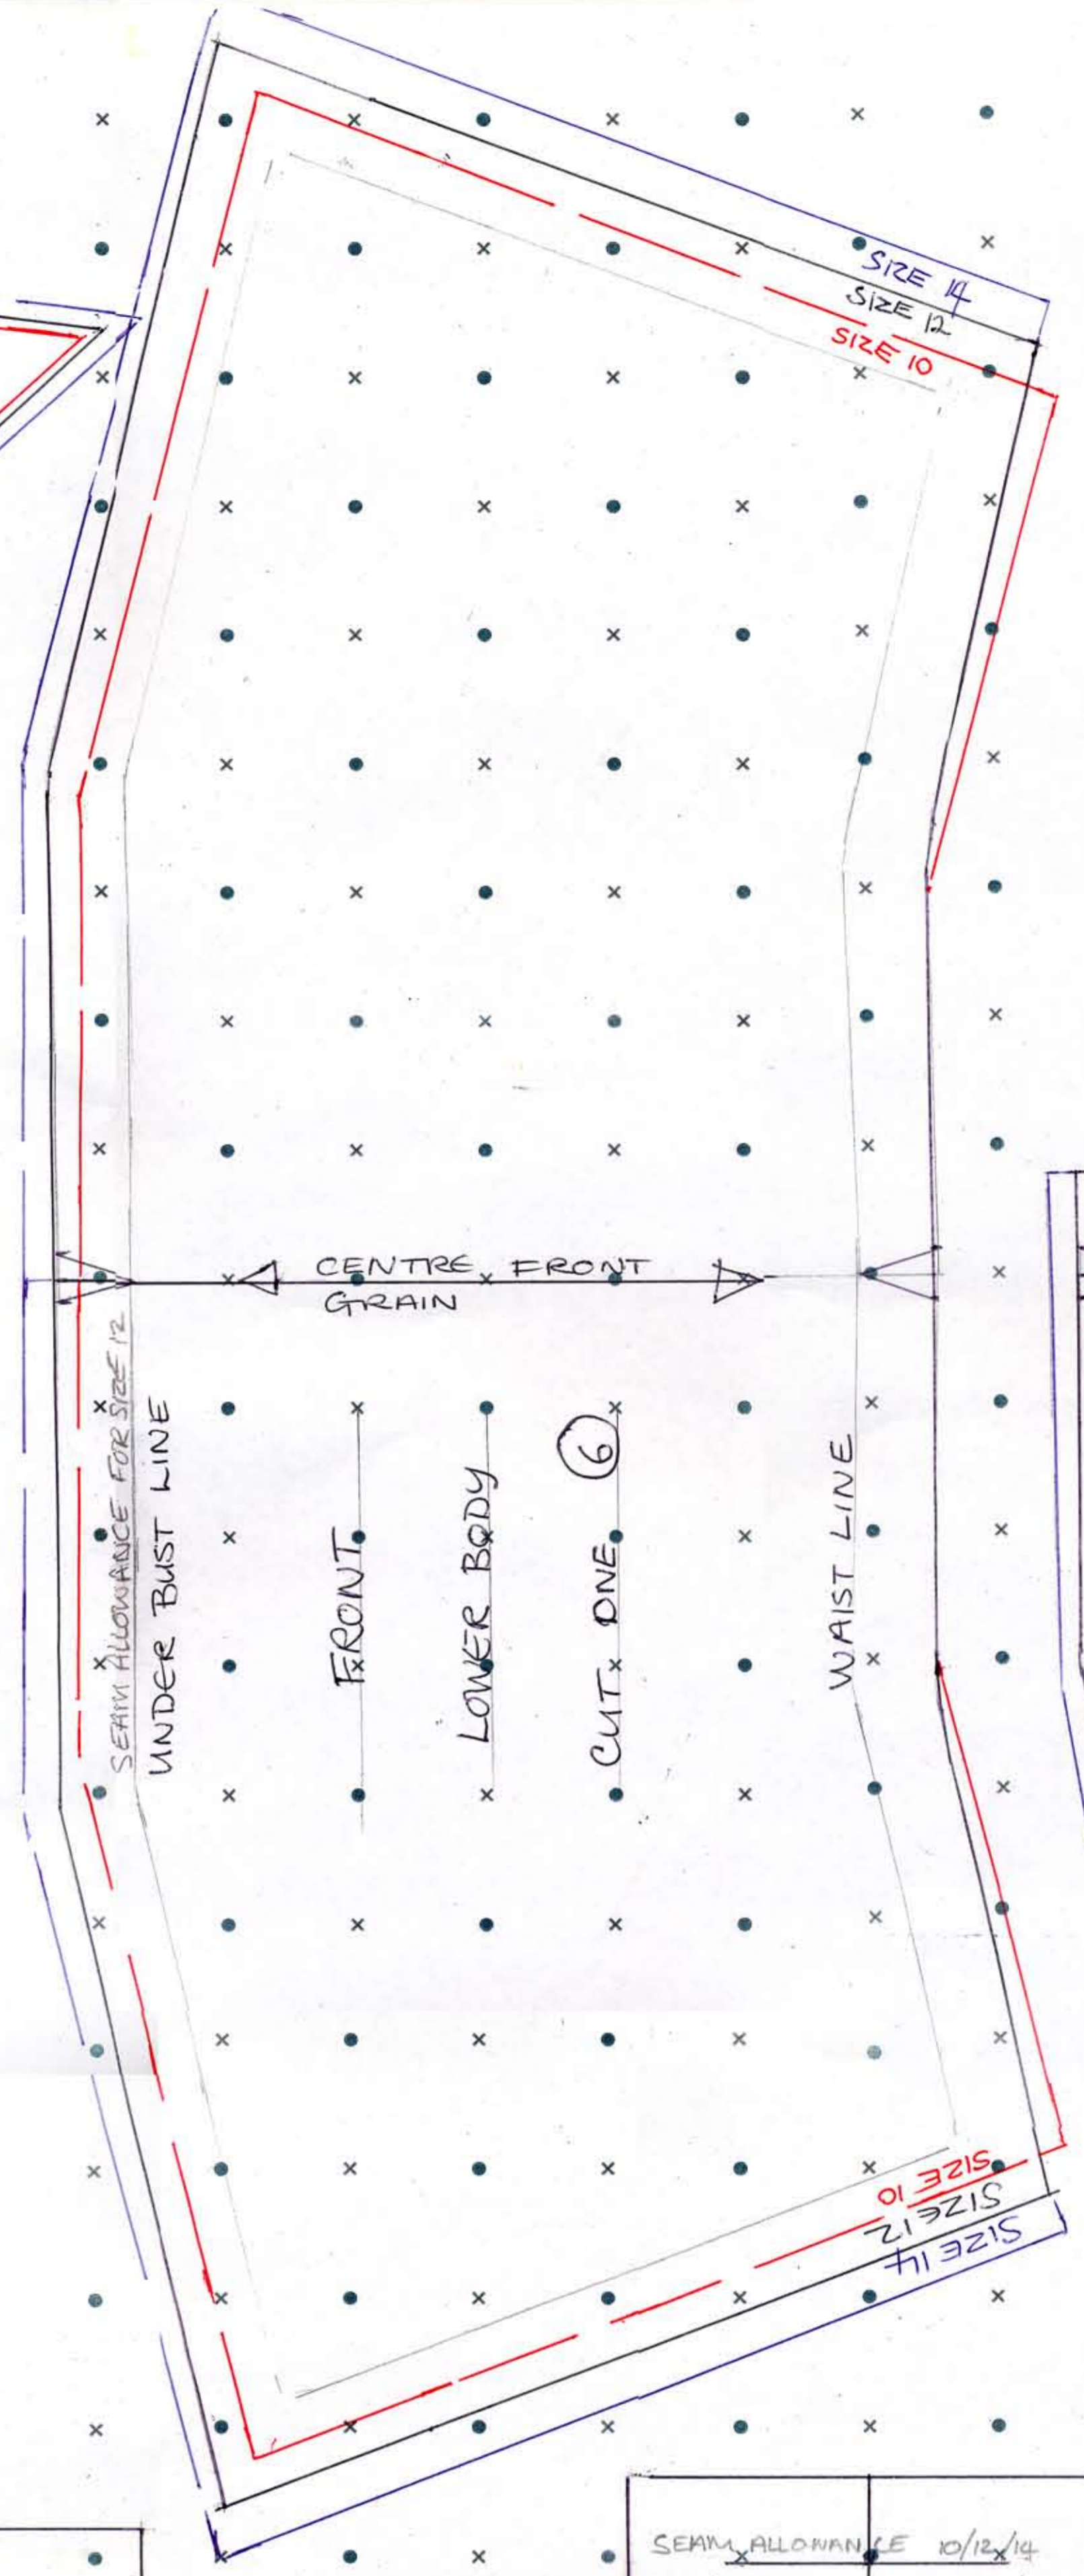 SIZE 14
SIZE 12
SIZE 10
CENTRE FRONT
GRAIN
SEAM ALLOWANCE FOR SIZE 12
UNDER BUST LINE
FRONT
LOWER BODY
CUT ONE 6
WAIST LINE
SIZE 10
SIZE 12
SIZE 14
SEAM ALLOWANCE 10/12/14